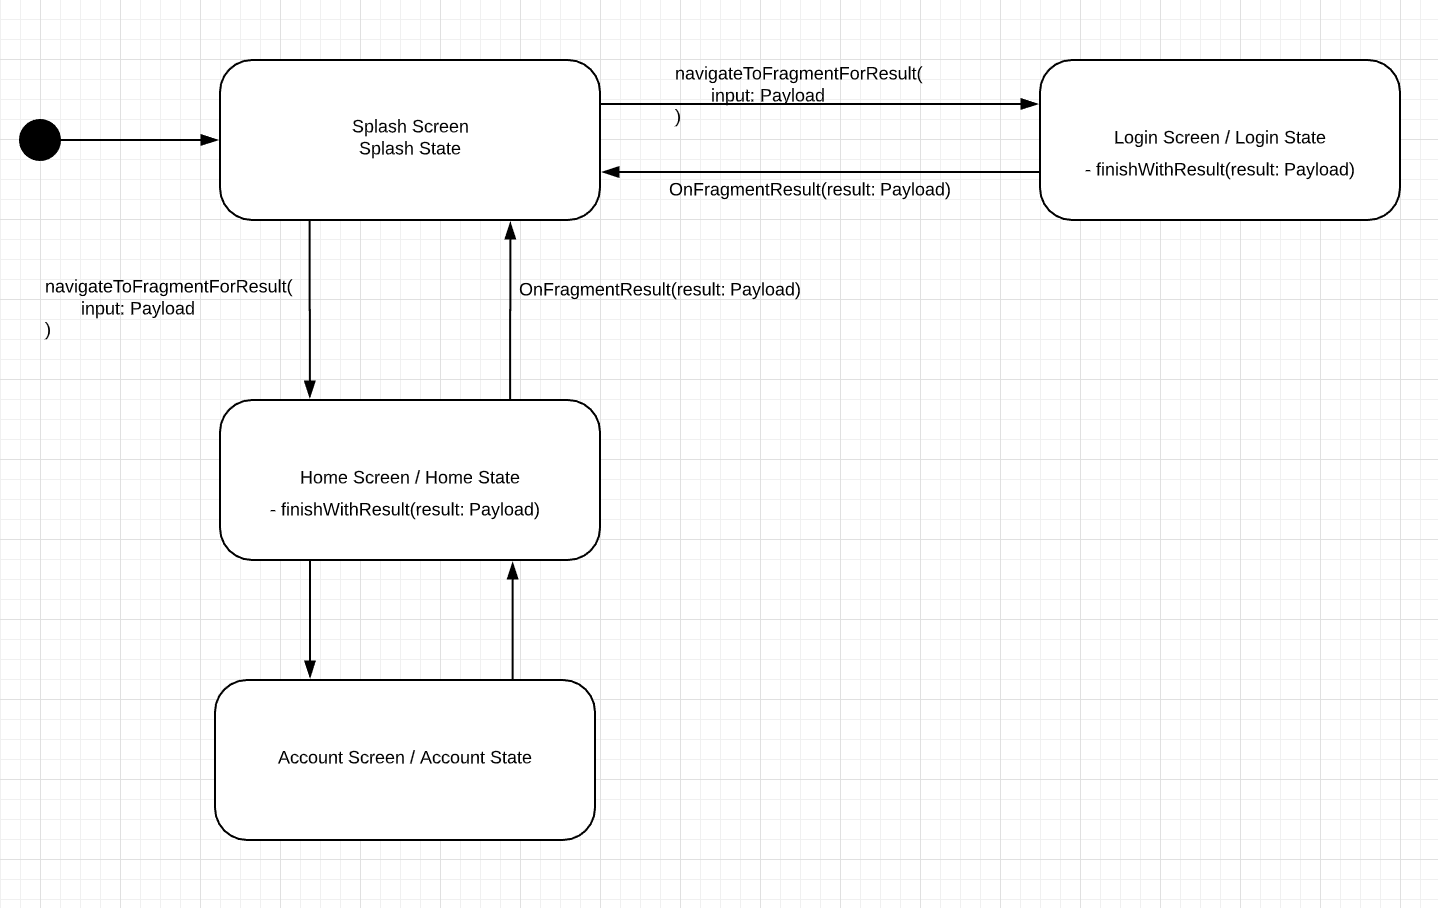 Splash Screen
Splash State
navigateToFragmentForResult(
input: Payload
)
OnFragmentResult(result: Payload)
Login Screen / Login State
- finishWithResult(result: Payload)
navigateToFragmentForResult(
input: Payload
)
OnFragmentResult(result: Payload)
Home Screen / Home State
- finishWithResult(result: Payload)
Account Screen / Account State